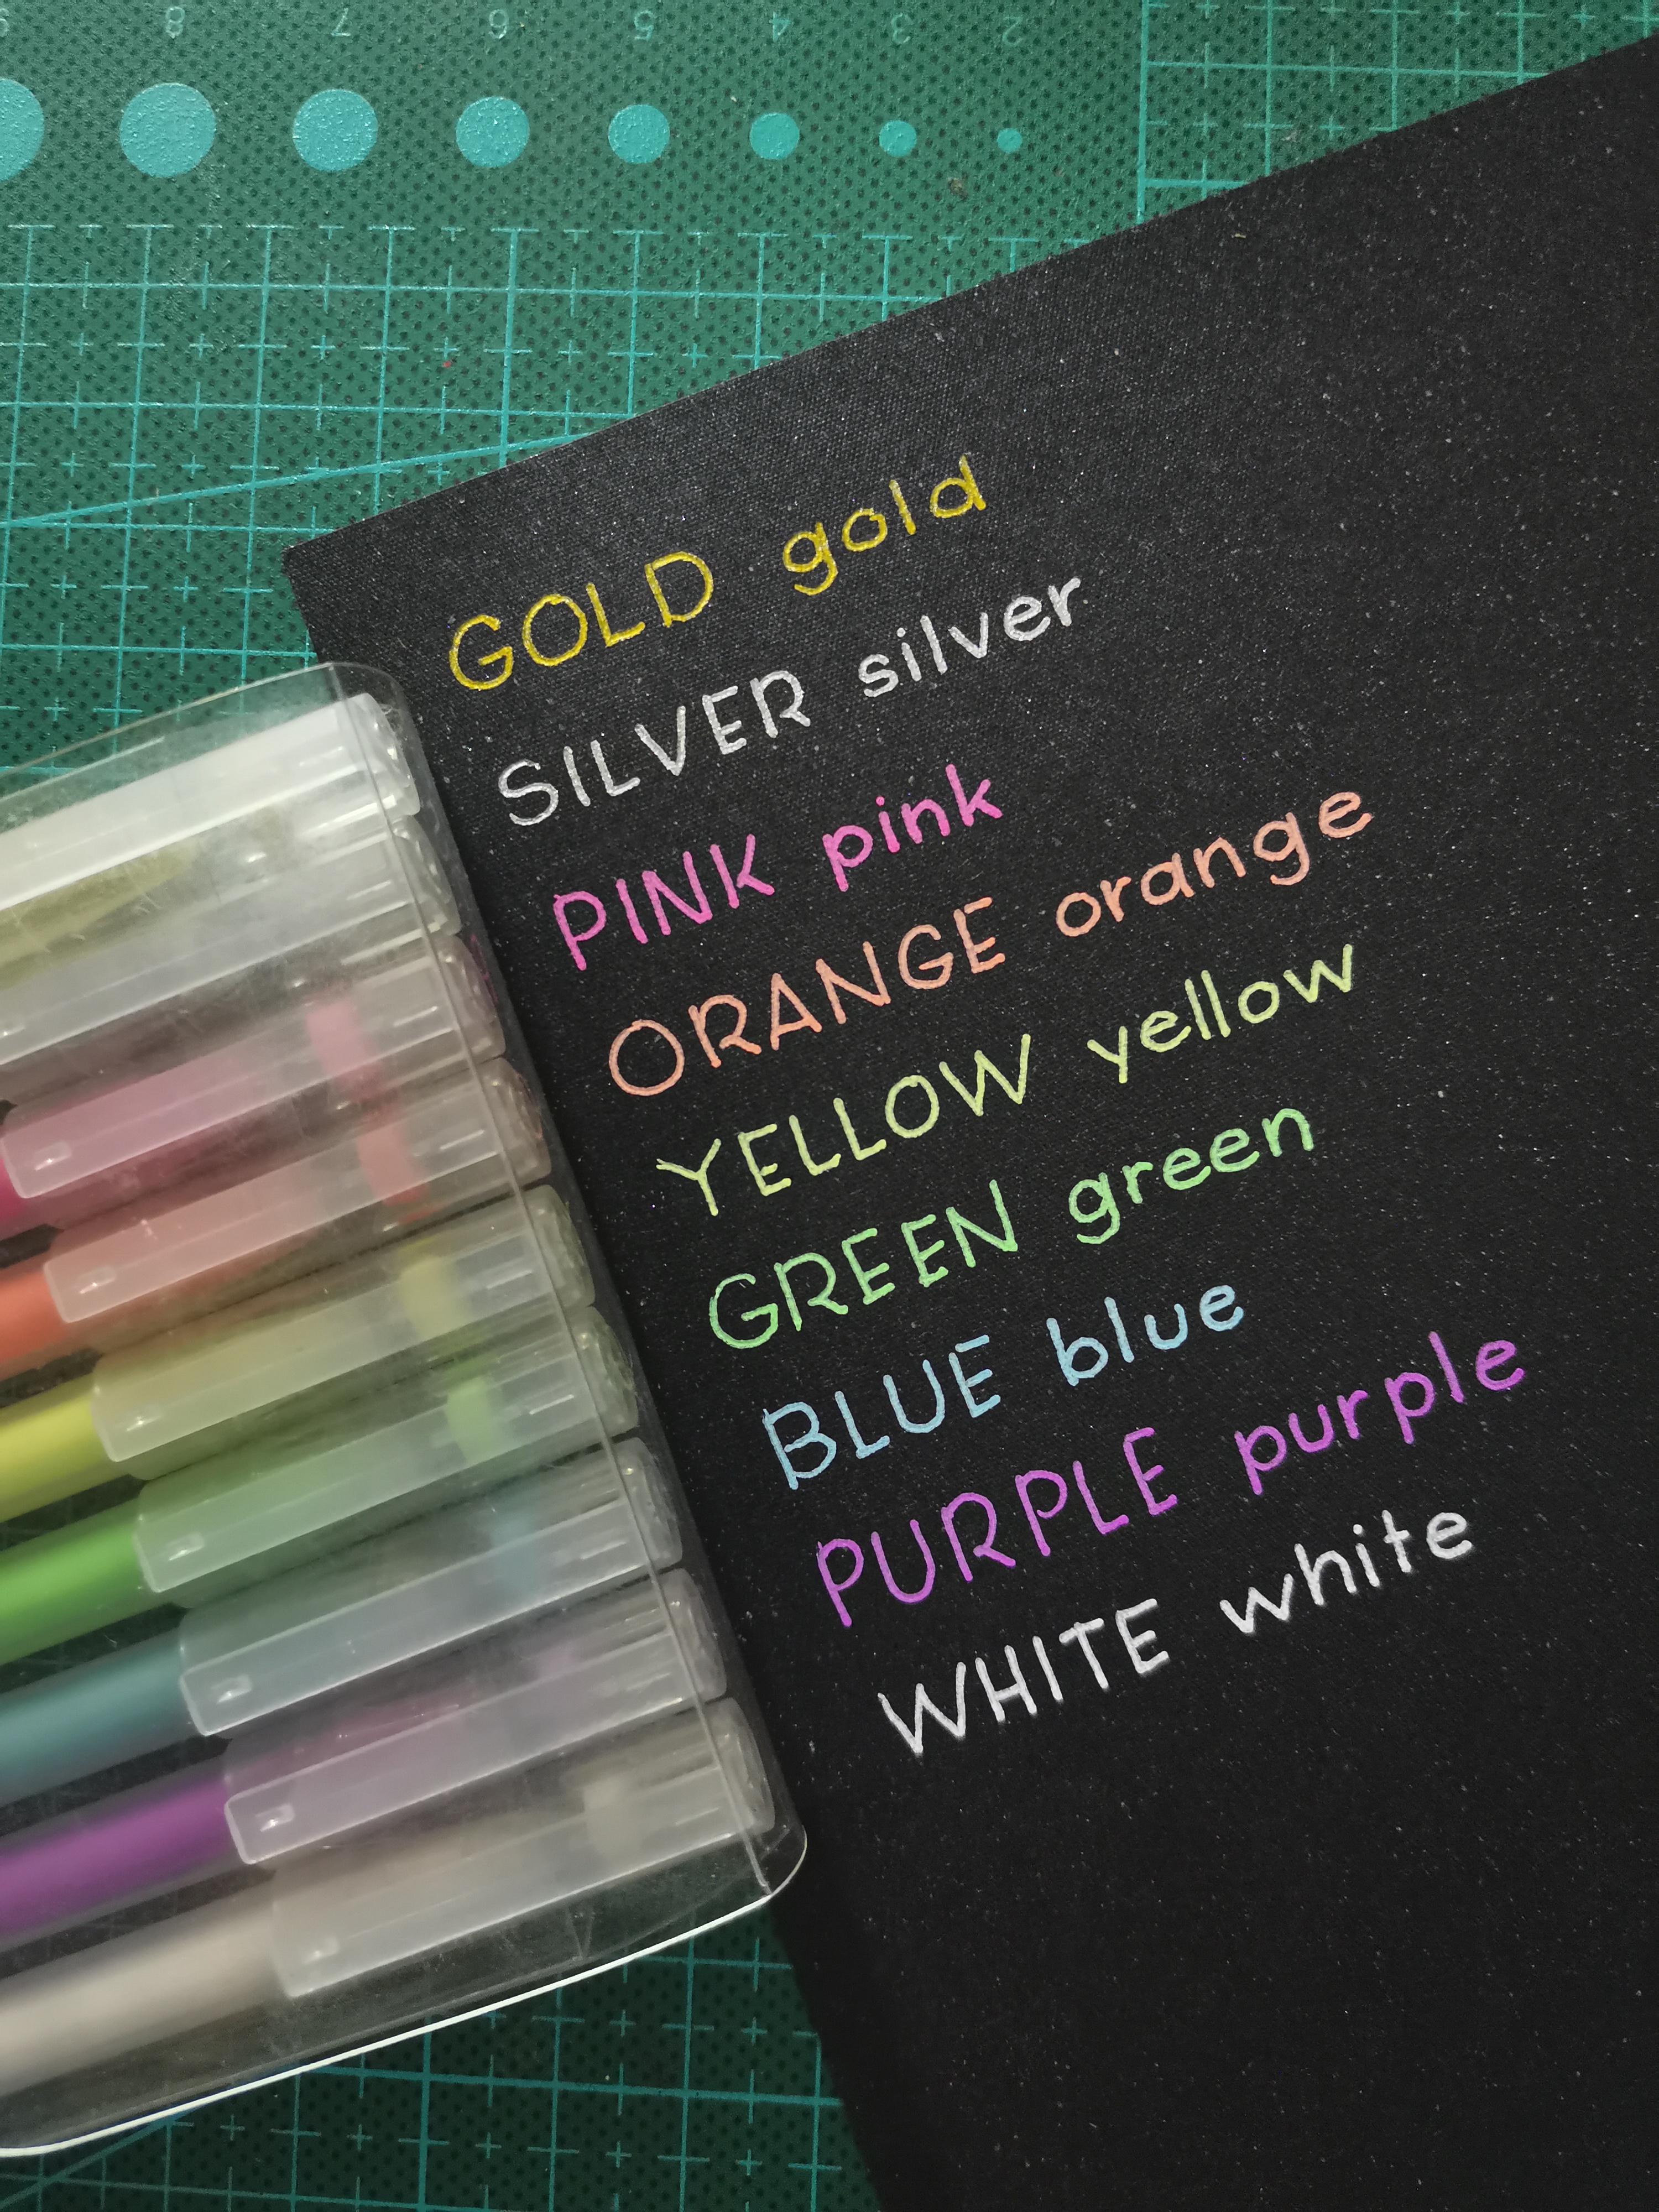 9 8 7 6 5 4 3 2
GOLD gold
SILVER silver
PINK pink
ORANGE orange
YELLOW yellow
GREEN green
BLUE blue
PURPLE purple
WHITE white